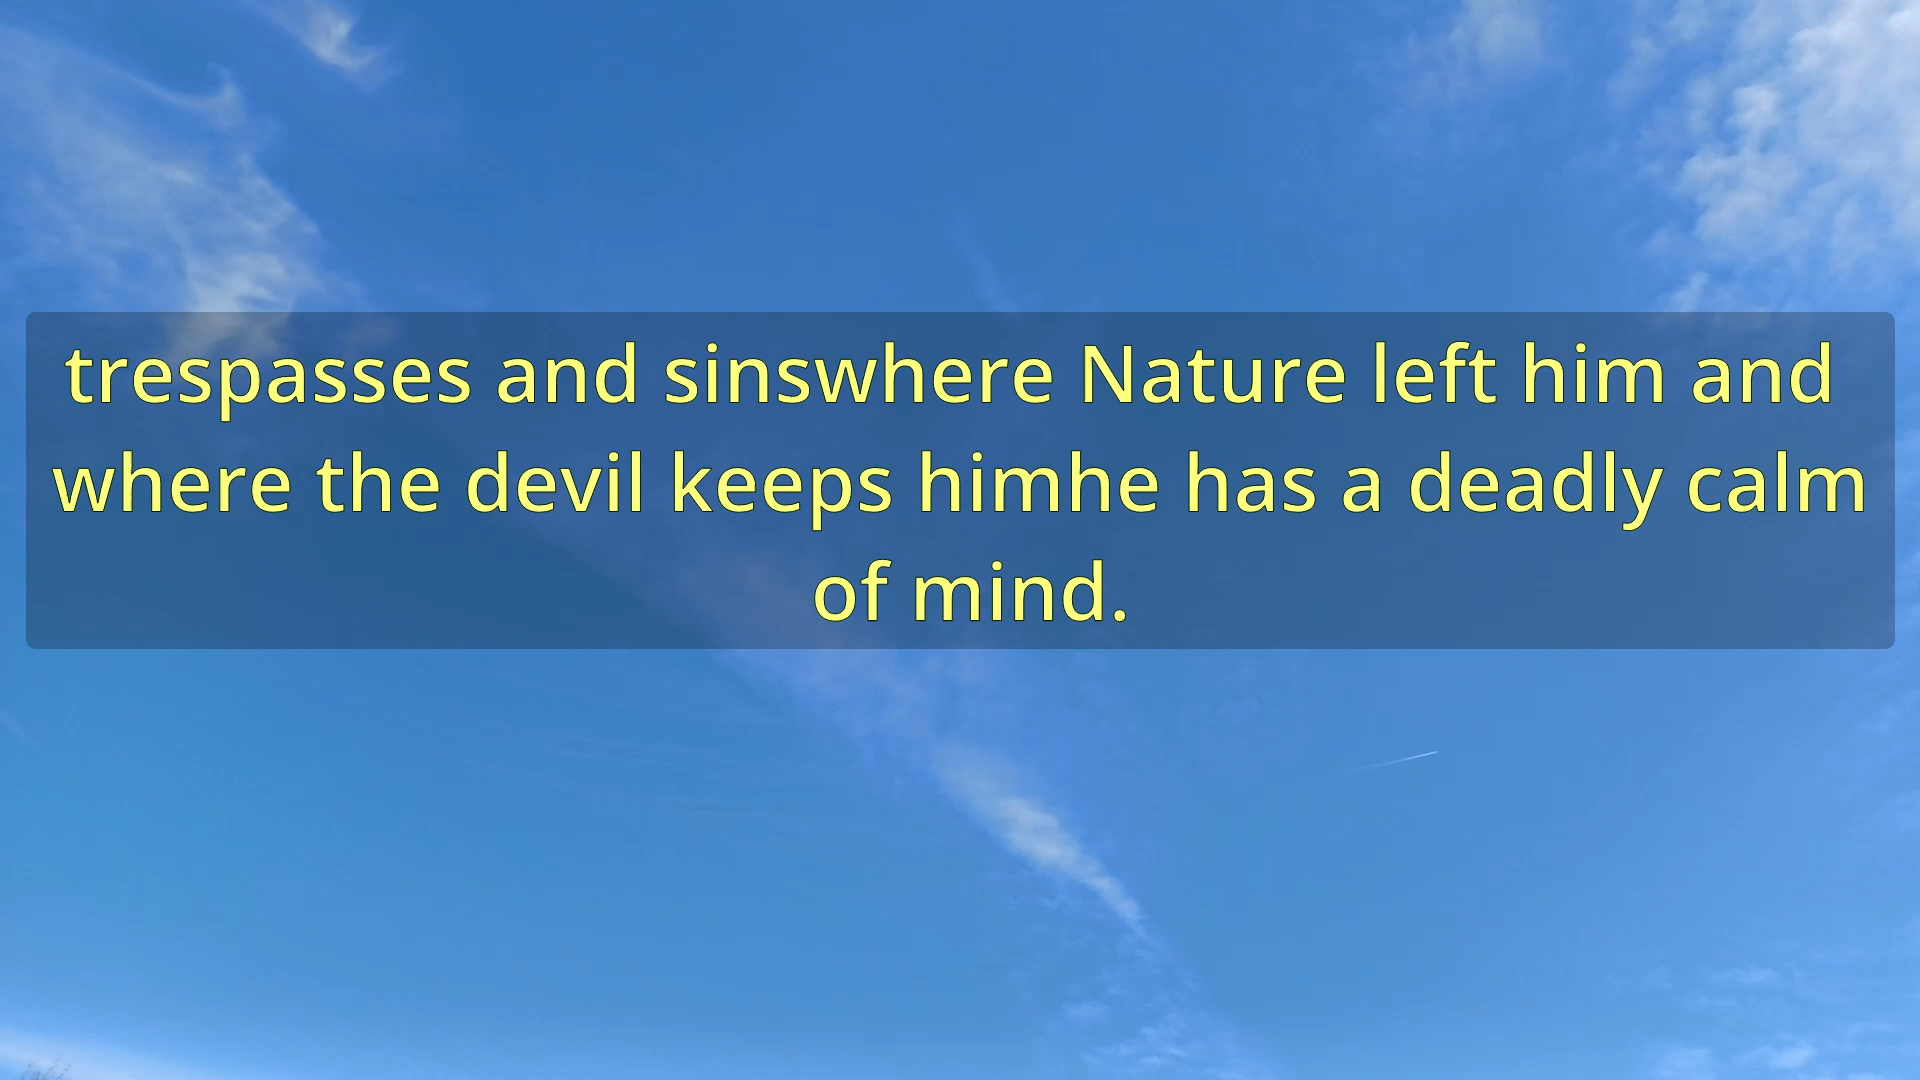 trespasses and sinswhere Nature left him and
where the devil keeps himhe has a deadly calm
of mind.